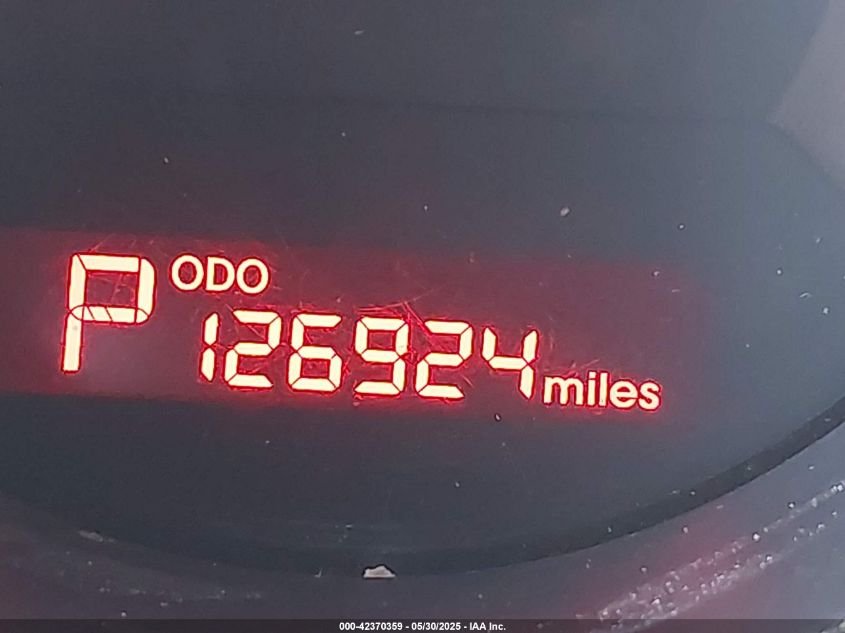 P ODO
126924 miles
000-42370359 - 05/30/2025 - IAA Inc.